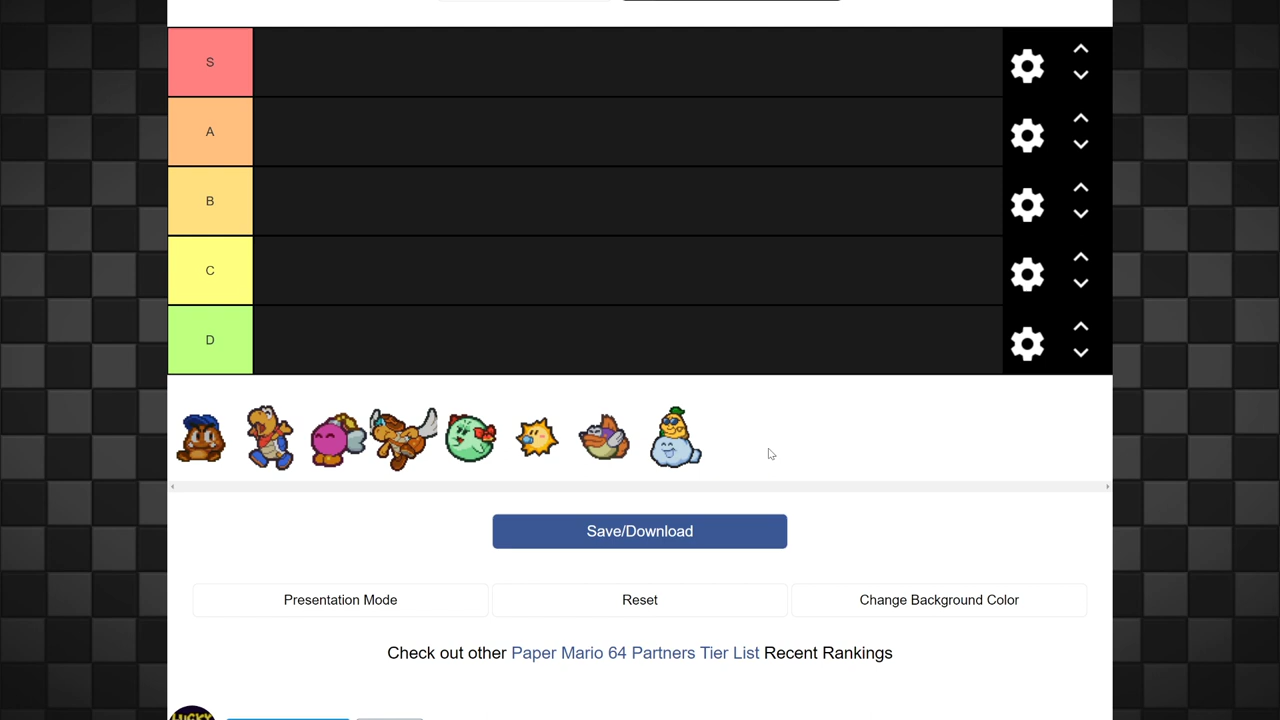 S
A
B
C
D
Save/Download
Presentation Mode
Reset
Change Background Color
Check out other Paper Mario 64 Partners Tier List Recent Rankings
LUCKY